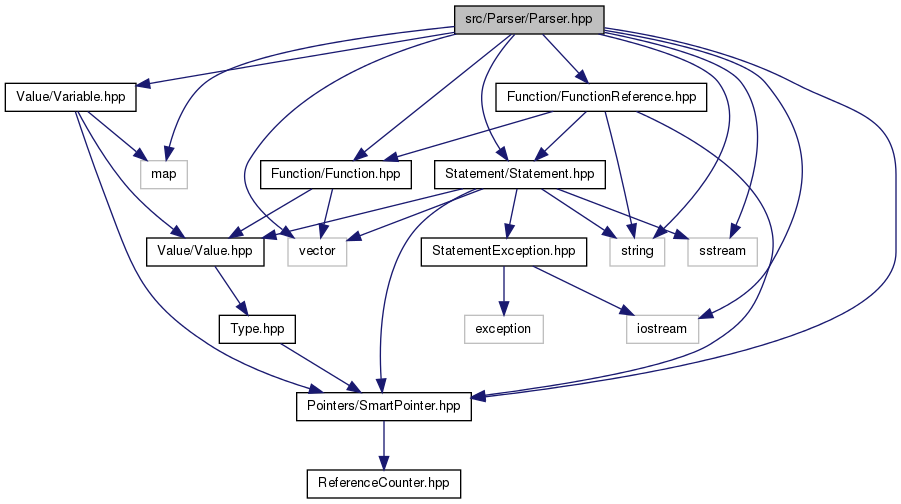 src/Parser/Parser.hpp
Value/Variable.hpp
Function/FunctionReference.hpp
map
Function/Function.hpp
Statement/Statement.hpp
Value/Value.hpp
vector
StatementException.hpp
string
sstream
Type.hpp
exception
iostream
Pointers/SmartPointer.hpp
ReferenceCounter.hpp